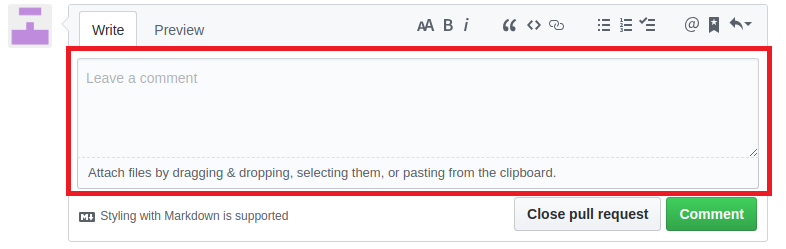 Write Preview AA B i @
Leave a comment
Attach files by dragging & dropping, selecting them, or pasting from the clipboard.
Styling with Markdown is supported Close pull request Comment